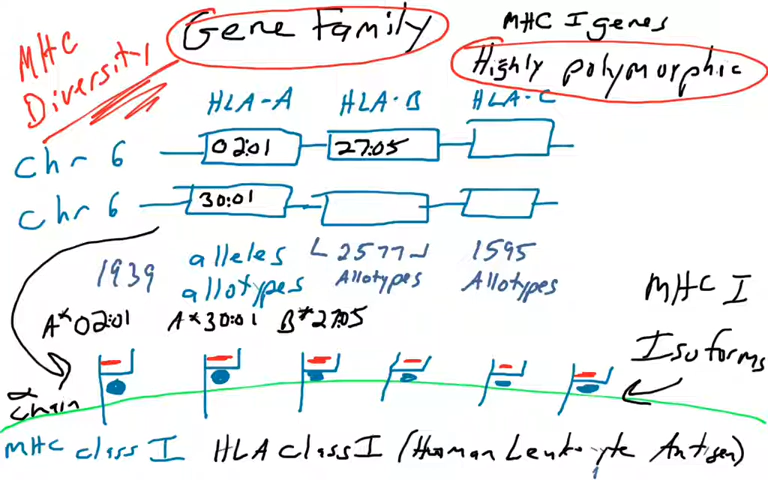 MHC Diversity
Gene Family
MHC I genes
Highly polymorphic
HLA-A HLA-B HLA-C
chr 6 02:01 27:05
chr 6 30:01
1939 alleles allotypes
2577 Allotypes
1595 Allotypes
A*02:01 A*30:01 B*27:05
MHC I Isoforms
α chain
MHC class I HLA class I (Human Leukocyte Antigen)